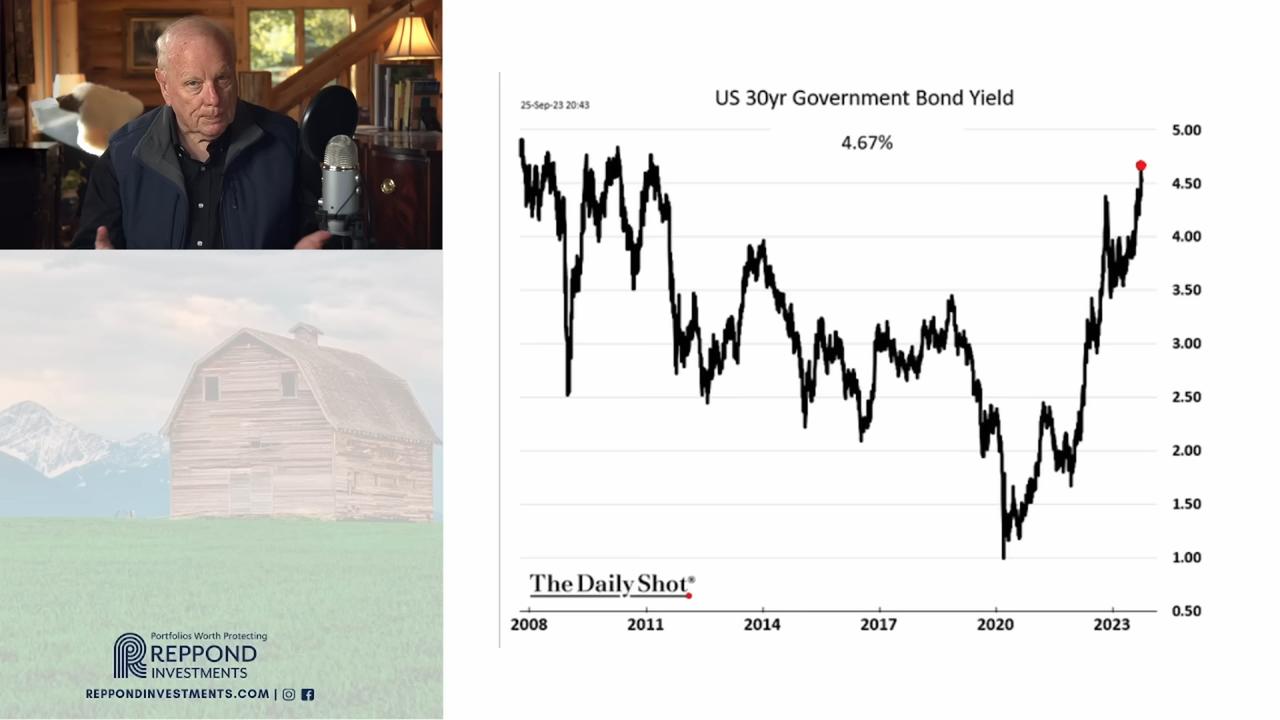 25-Sep-23 20:43
US 30yr Government Bond Yield
4.67%
5.00
4.50
4.00
3.50
3.00
2.50
2.00
1.50
1.00
0.50
The Daily Shot®
2008 2011 2014 2017 2020 2023
Portfolios Worth Protecting
REPPOND
INVESTMENTS
REPPONDINVESTMENTS.COM |